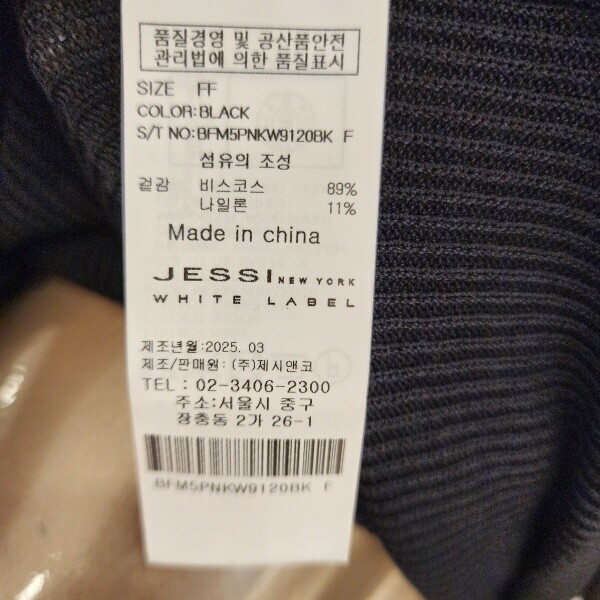 품질경영 및 공산품안전
관리법에 의한 품질표시
SIZE FF
COLOR:BLACK
S/T NO:BFM5PNKW9120BK F
섬유의 조성
겉감 비스코스 89%
나일론 11%
Made in china
JESSI NEW YORK
WHITE LABEL
제조년월:2025. 03
제조/판매원: (주)제시앤코
TEL : 02-3406-2300
주소:서울시 중구
장충동 2가 26-1
BFM5PNKW9120BK F